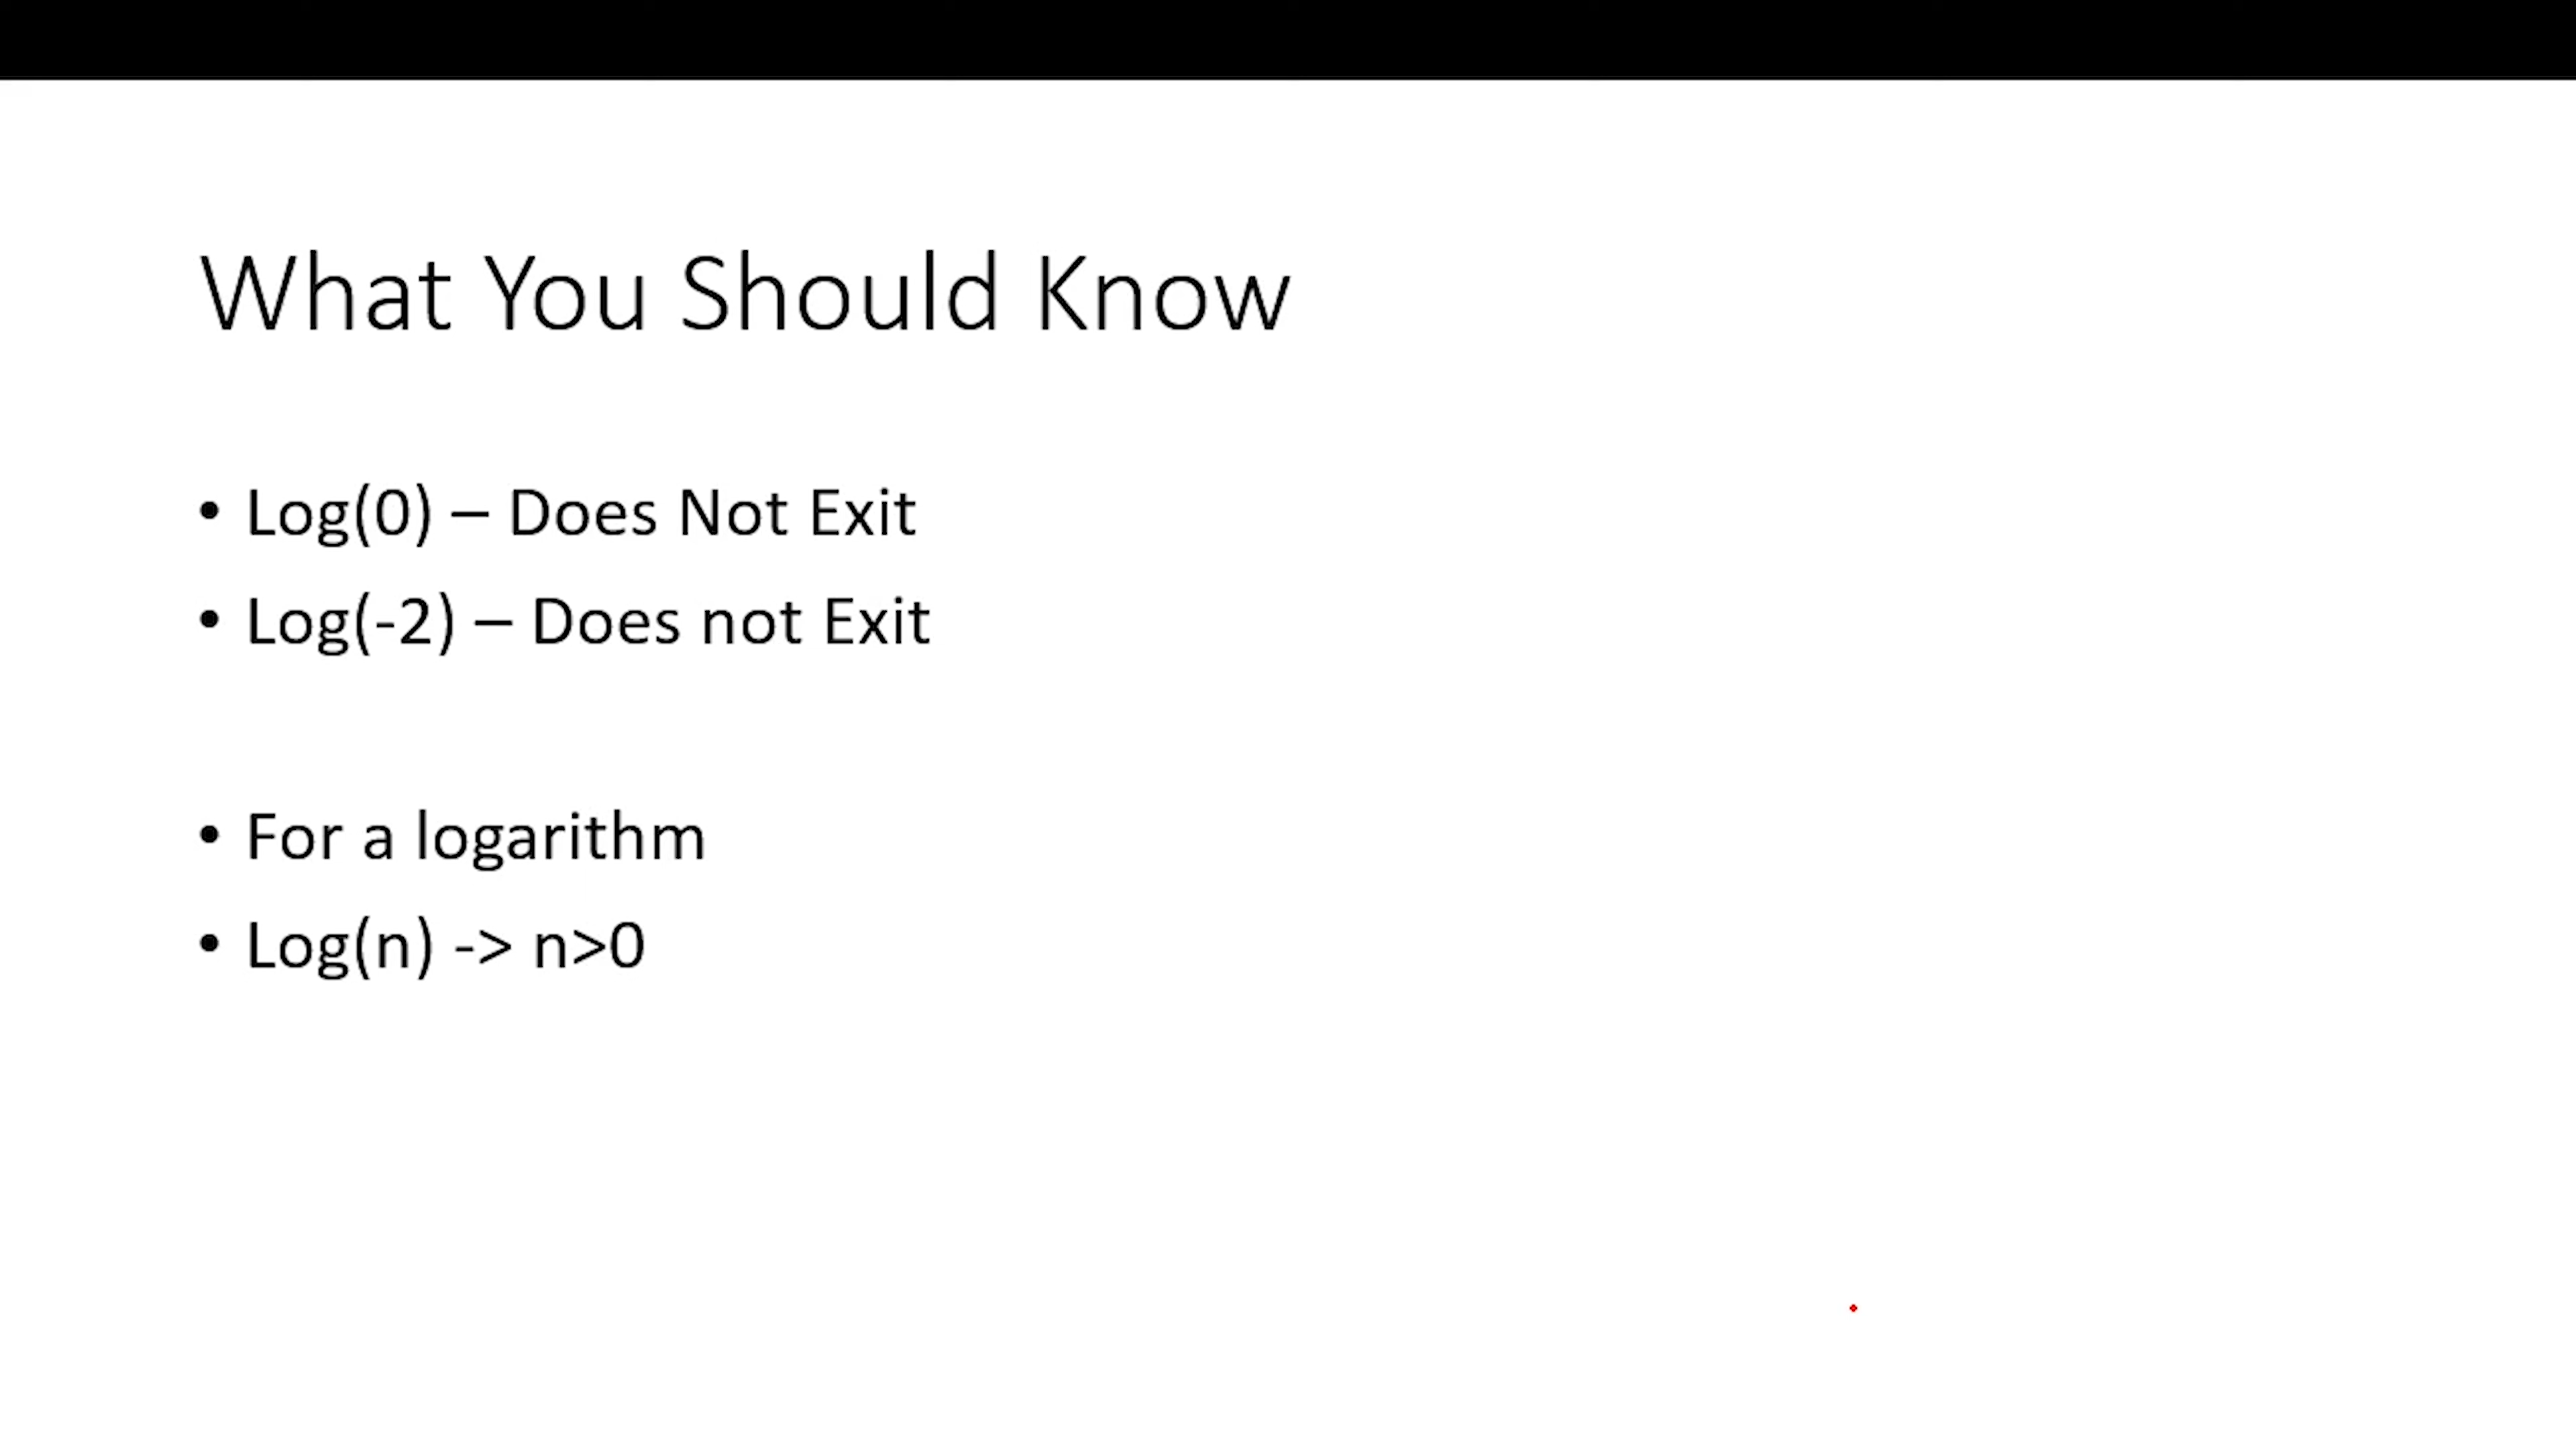 What You Should Know
• Log(0) – Does Not Exit
• Log(-2) – Does not Exit
• For a logarithm
• Log(n) -> n>0